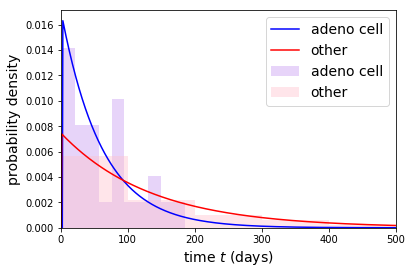 0.016
0.014
0.012
0.010
0.008
0.006
0.004
0.002
0.000
probability density
0
100
200
300
400
500
time t (days)
adeno cell
other
adeno cell
other